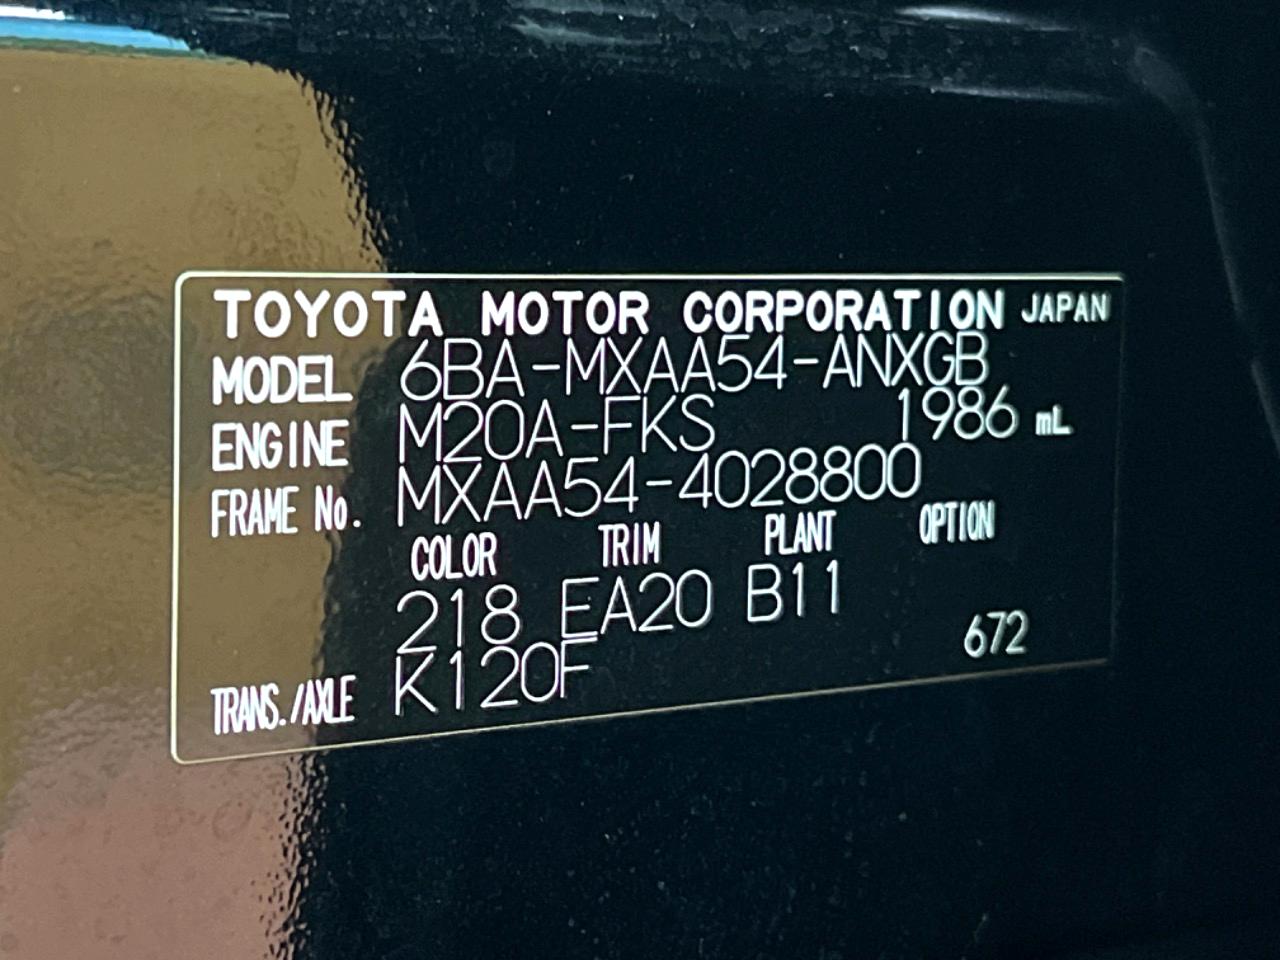 TOYOTA MOTOR CORPORATION JAPAN
MODEL 6BA-MXAA54-ANXGB
ENGINE M20A-FKS 1986 mL
FRAME No. MXAA54-4028800
COLOR TRIM PLANT OPTION
218 EA20 B11
672
TRANS./AXLE K120F